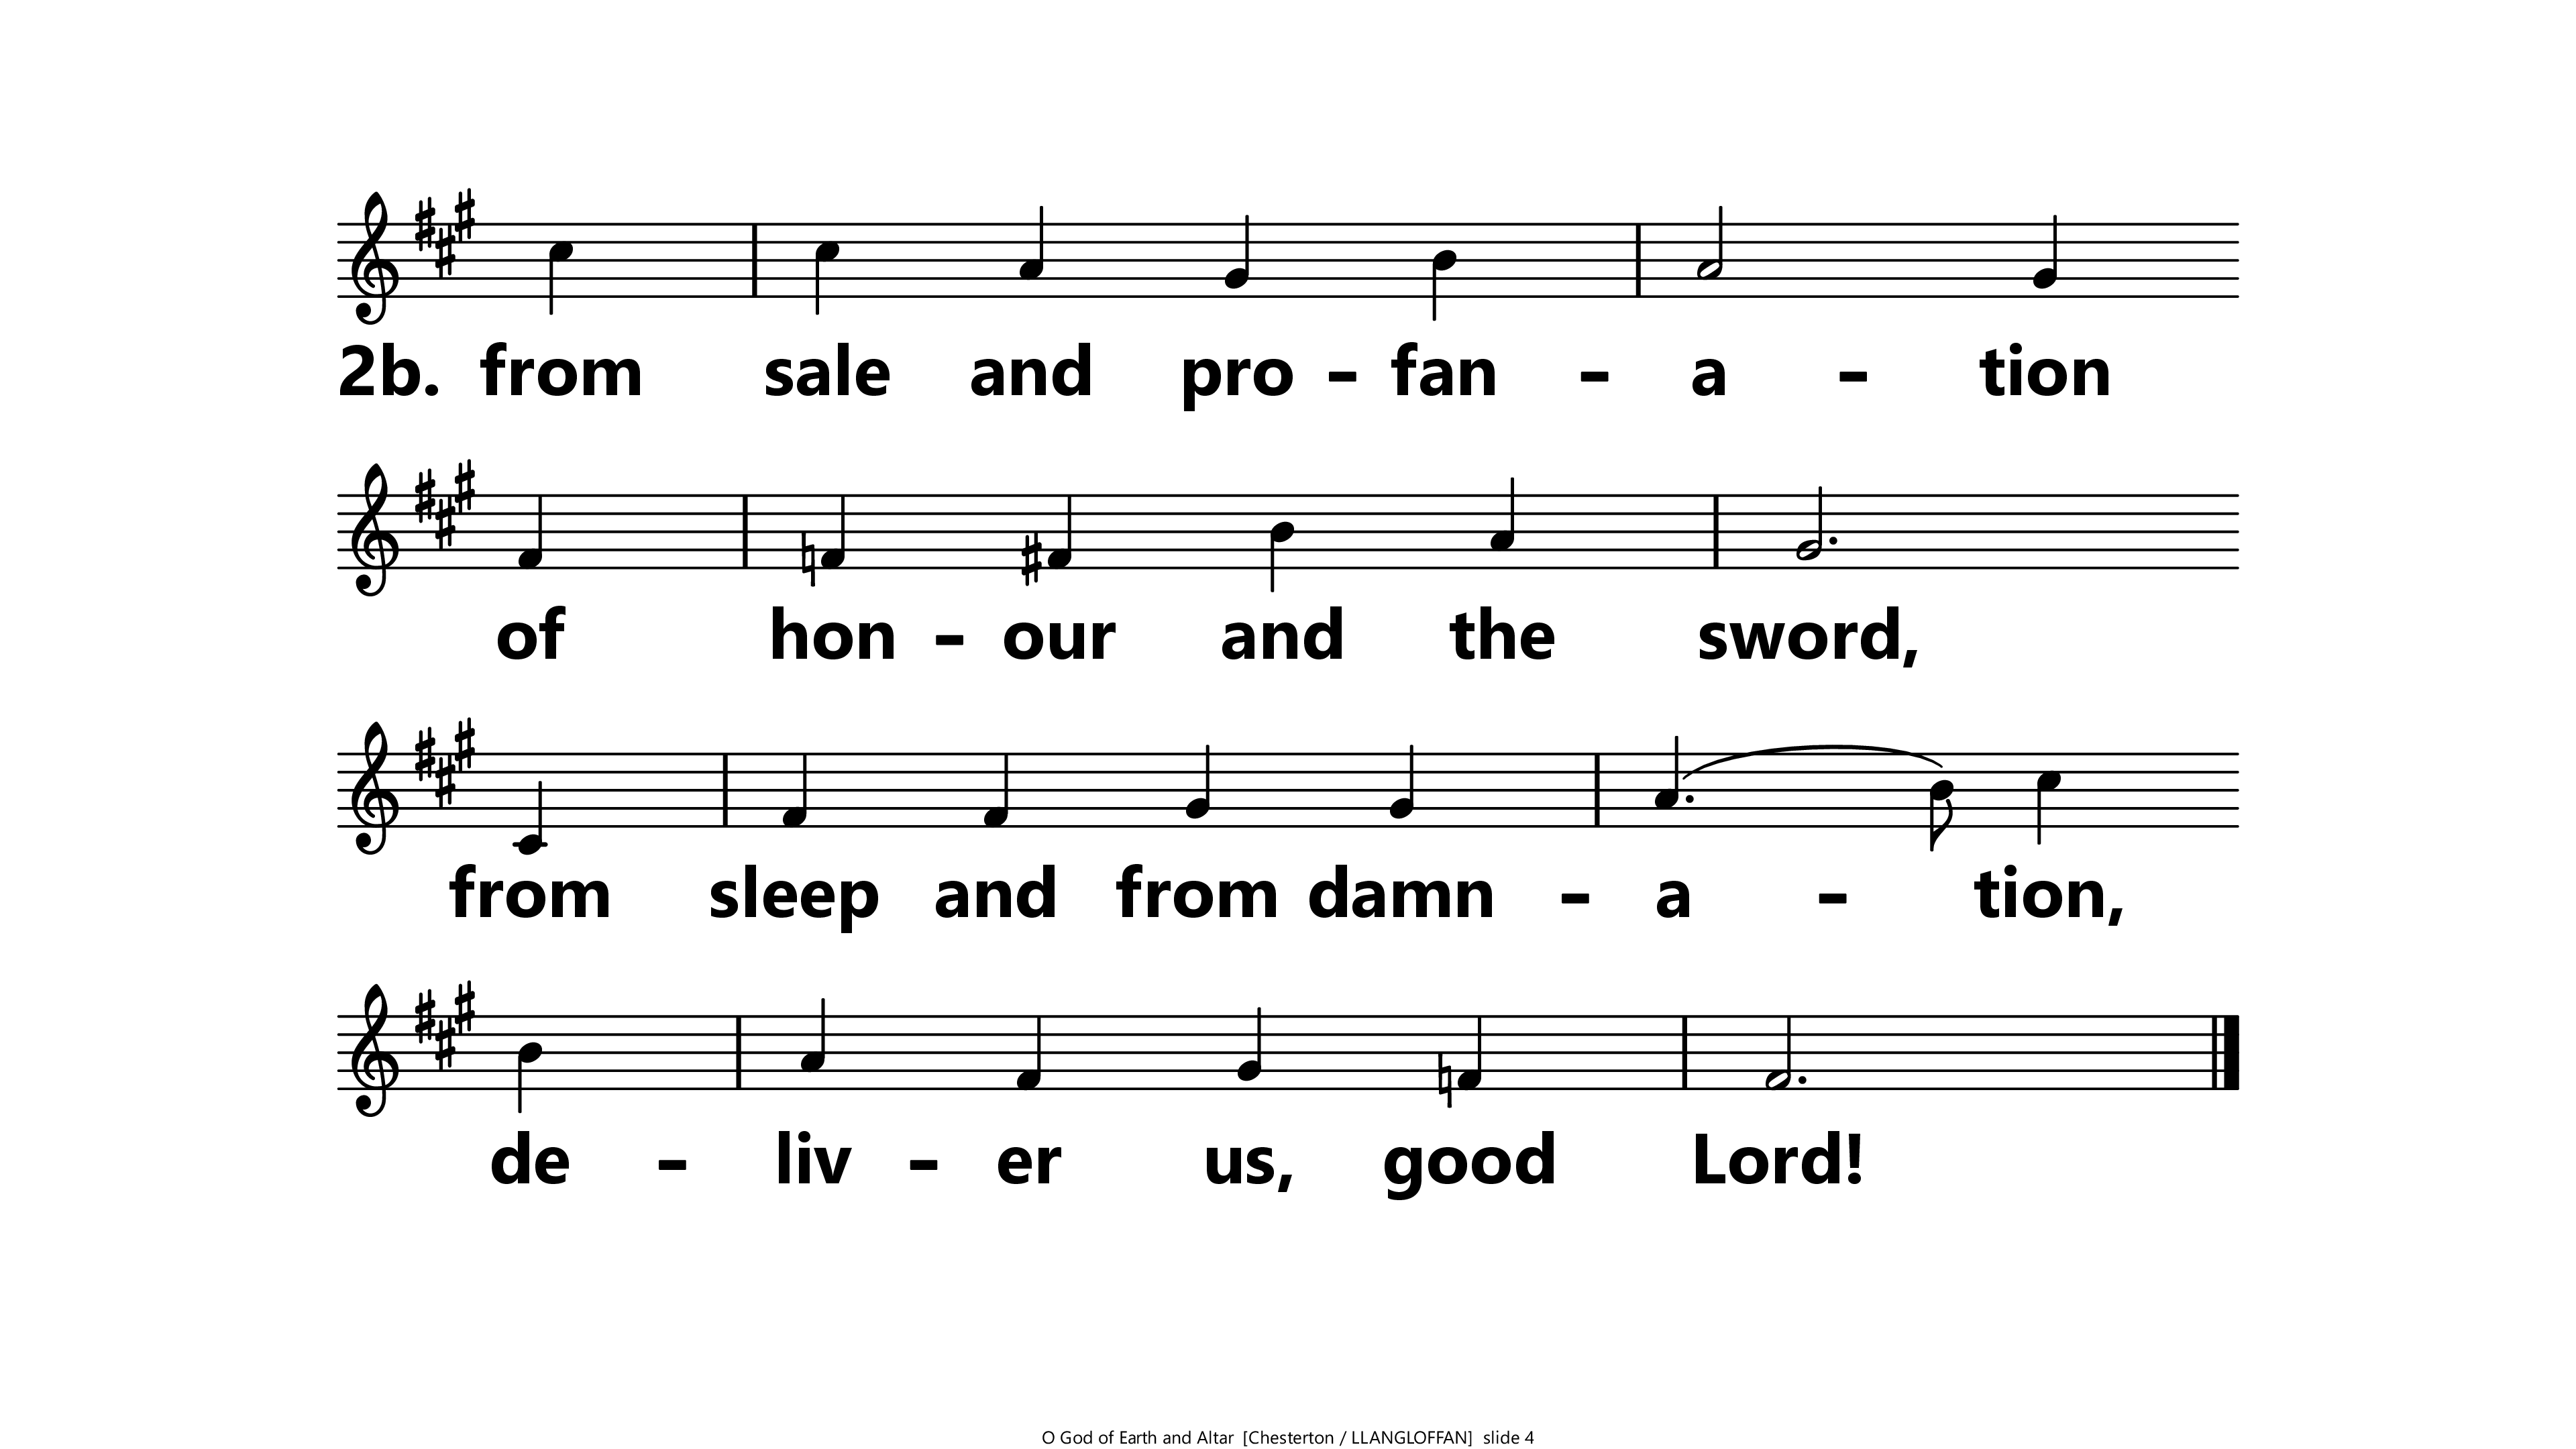 2b. from sale and pro - fan - a - tion
of hon - our and the sword,
from sleep and from damn - a - tion,
de - liv - er us, good Lord!
O God of Earth and Altar [Chesterton / LLANGLOFFAN] slide 4